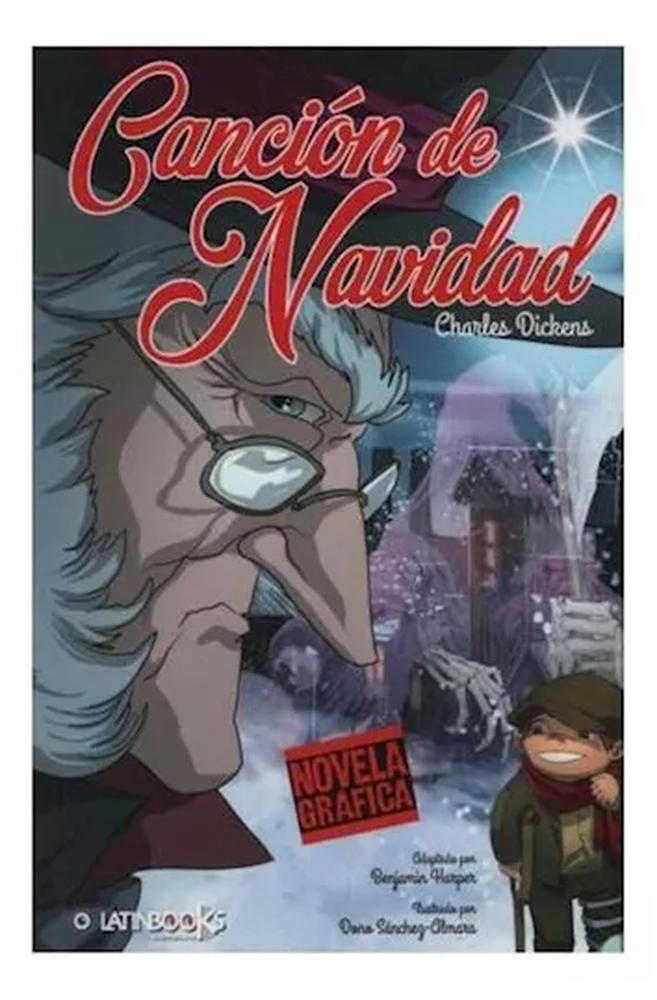 Canción de
Navidad
Charles Dickens
NOVELA
GRÁFICA
Adaptado por
Benjamin Harper
Ilustrado por
Dono Sánchez-Almara
LATINBOOKS